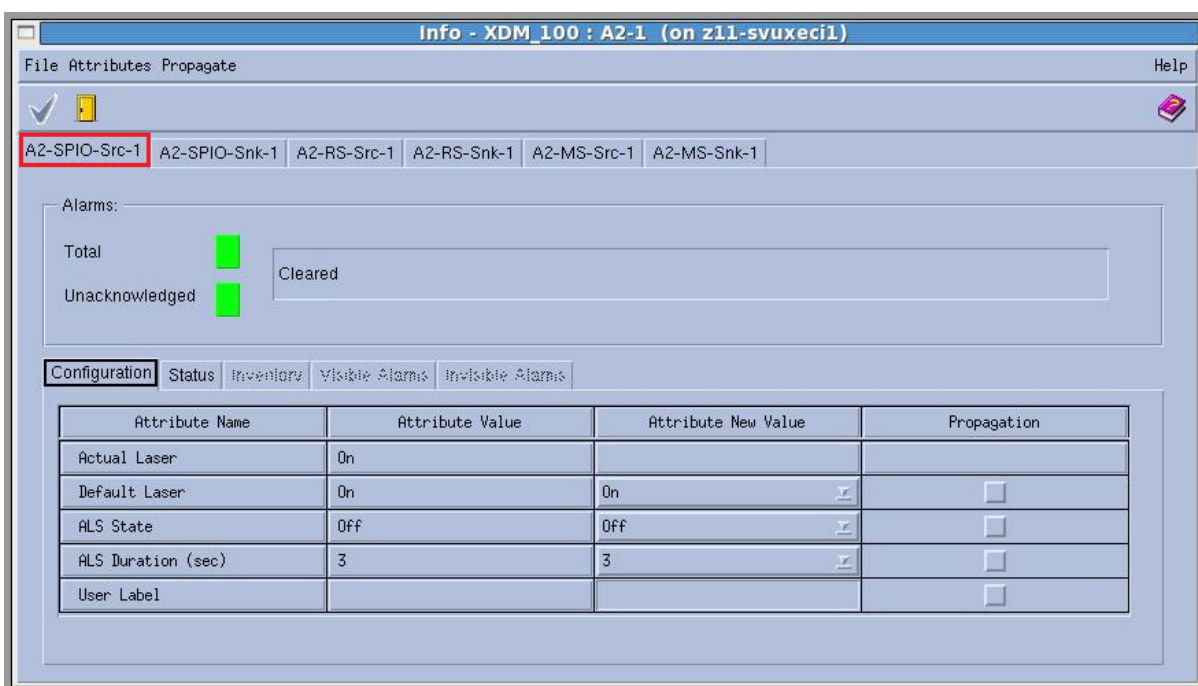 Info - XDM_100 : A2-1 (on z11-svuxeci1)
File Attributes Propagate Help
A2-SPIO-Src-1 A2-SPIO-Snk-1 A2-RS-Src-1 A2-RS-Snk-1 A2-MS-Src-1 A2-MS-Snk-1
Alarms:
Total
Cleared
Unacknowledged
Configuration Status Inventory Visible Alarms Invisible Alarms
Attribute Name Attribute Value Attribute New Value Propagation
Actual Laser On
Default Laser On On
ALS State Off Off
ALS Duration (sec) 3 3
User Label